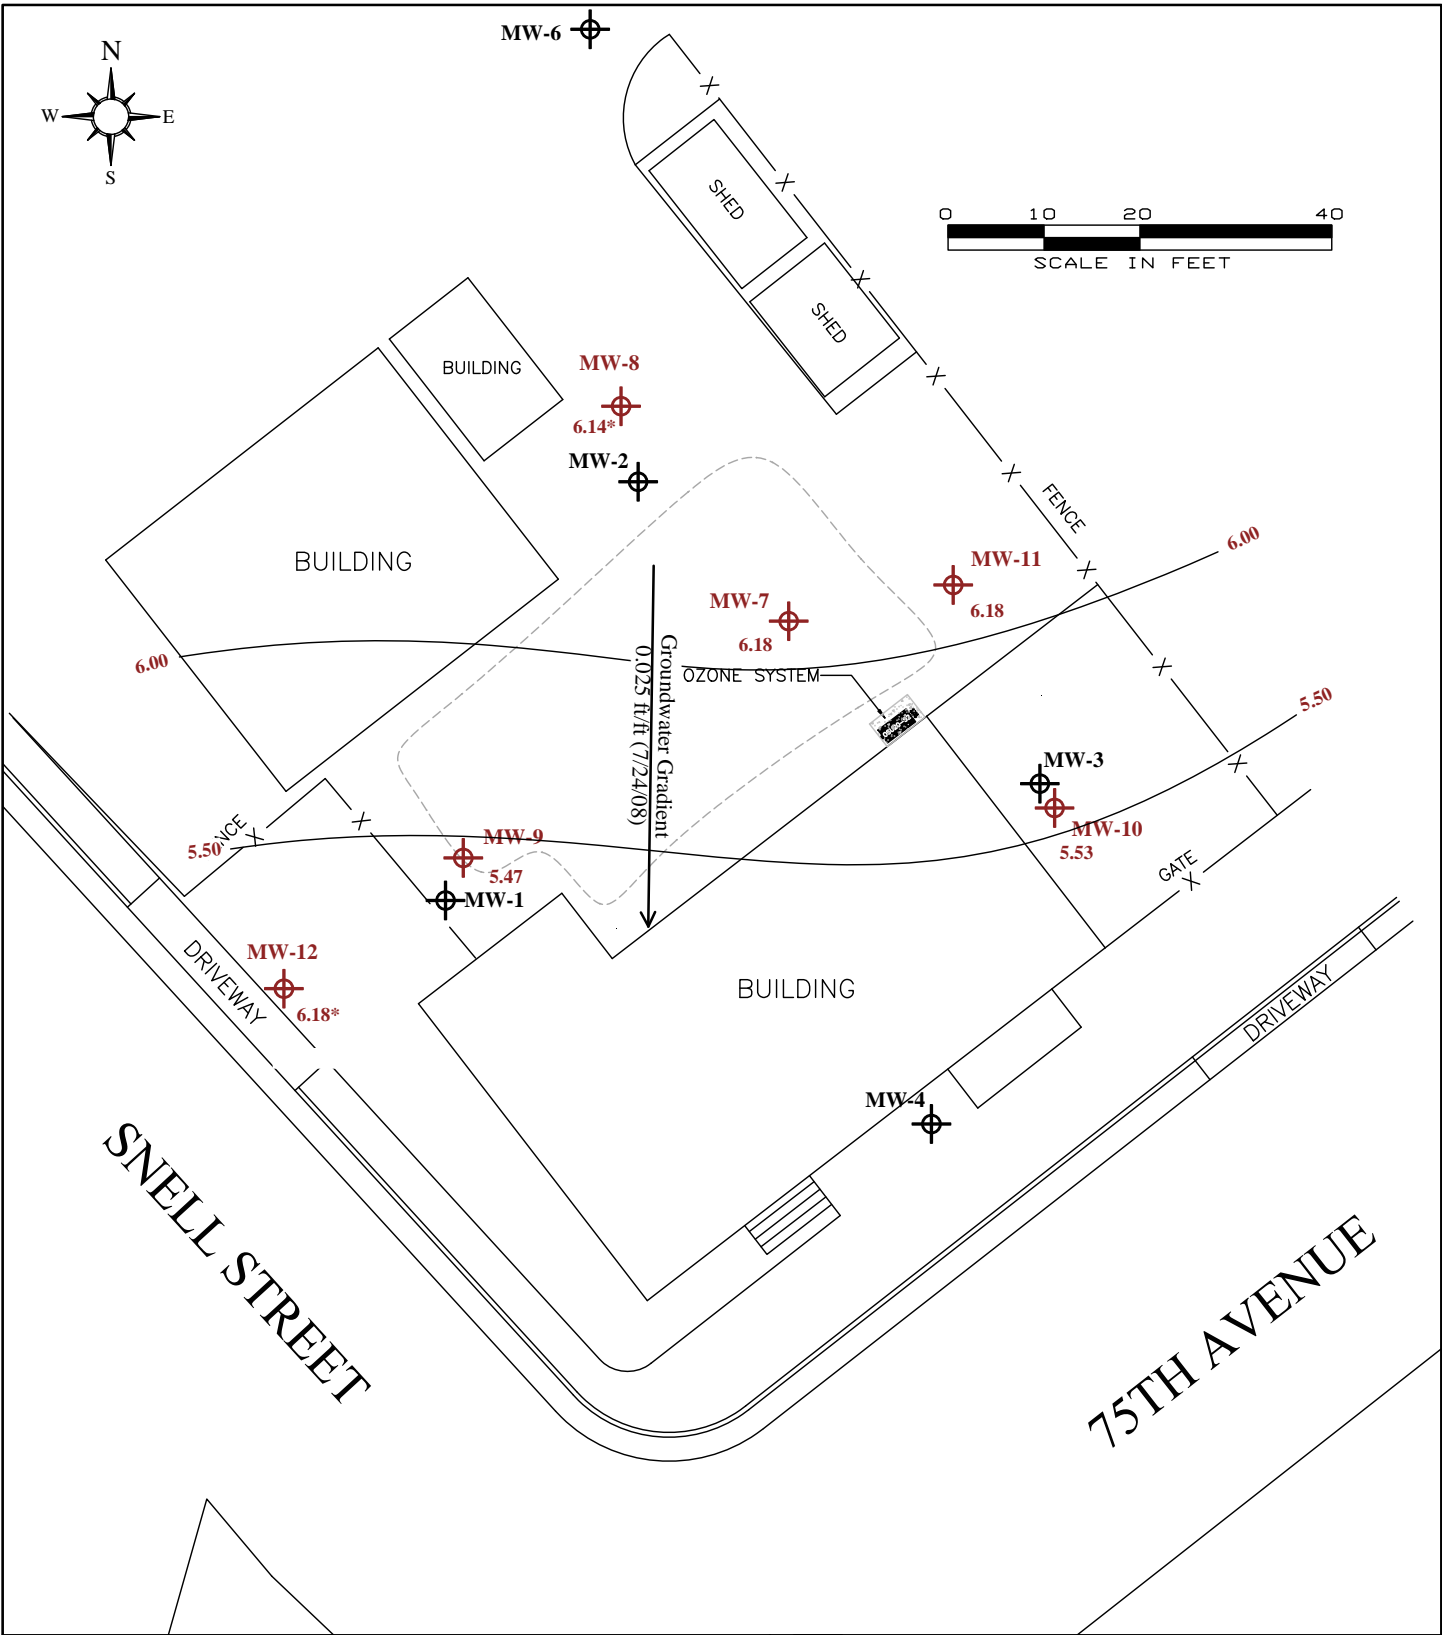 MW-6
N
W
E
S
SHED
0 10 20 40
SCALE IN FEET
SHED
BUILDING
MW-8
6.14*
MW-2
FENCE
BUILDING
6.00
MW-11
6.18
MW-7
6.18
6.00
Groundwater Gradient
0.025 ft/ft (7/24/08)
OZONE SYSTEM
5.50
MW-3
MW-10
5.53
NCE
5.50
MW-9
5.47
MW-1
GATE
MW-12
6.18*
DRIVEWAY
BUILDING
DRIVEWAY
MW-4
SNELL STREET
75TH AVENUE